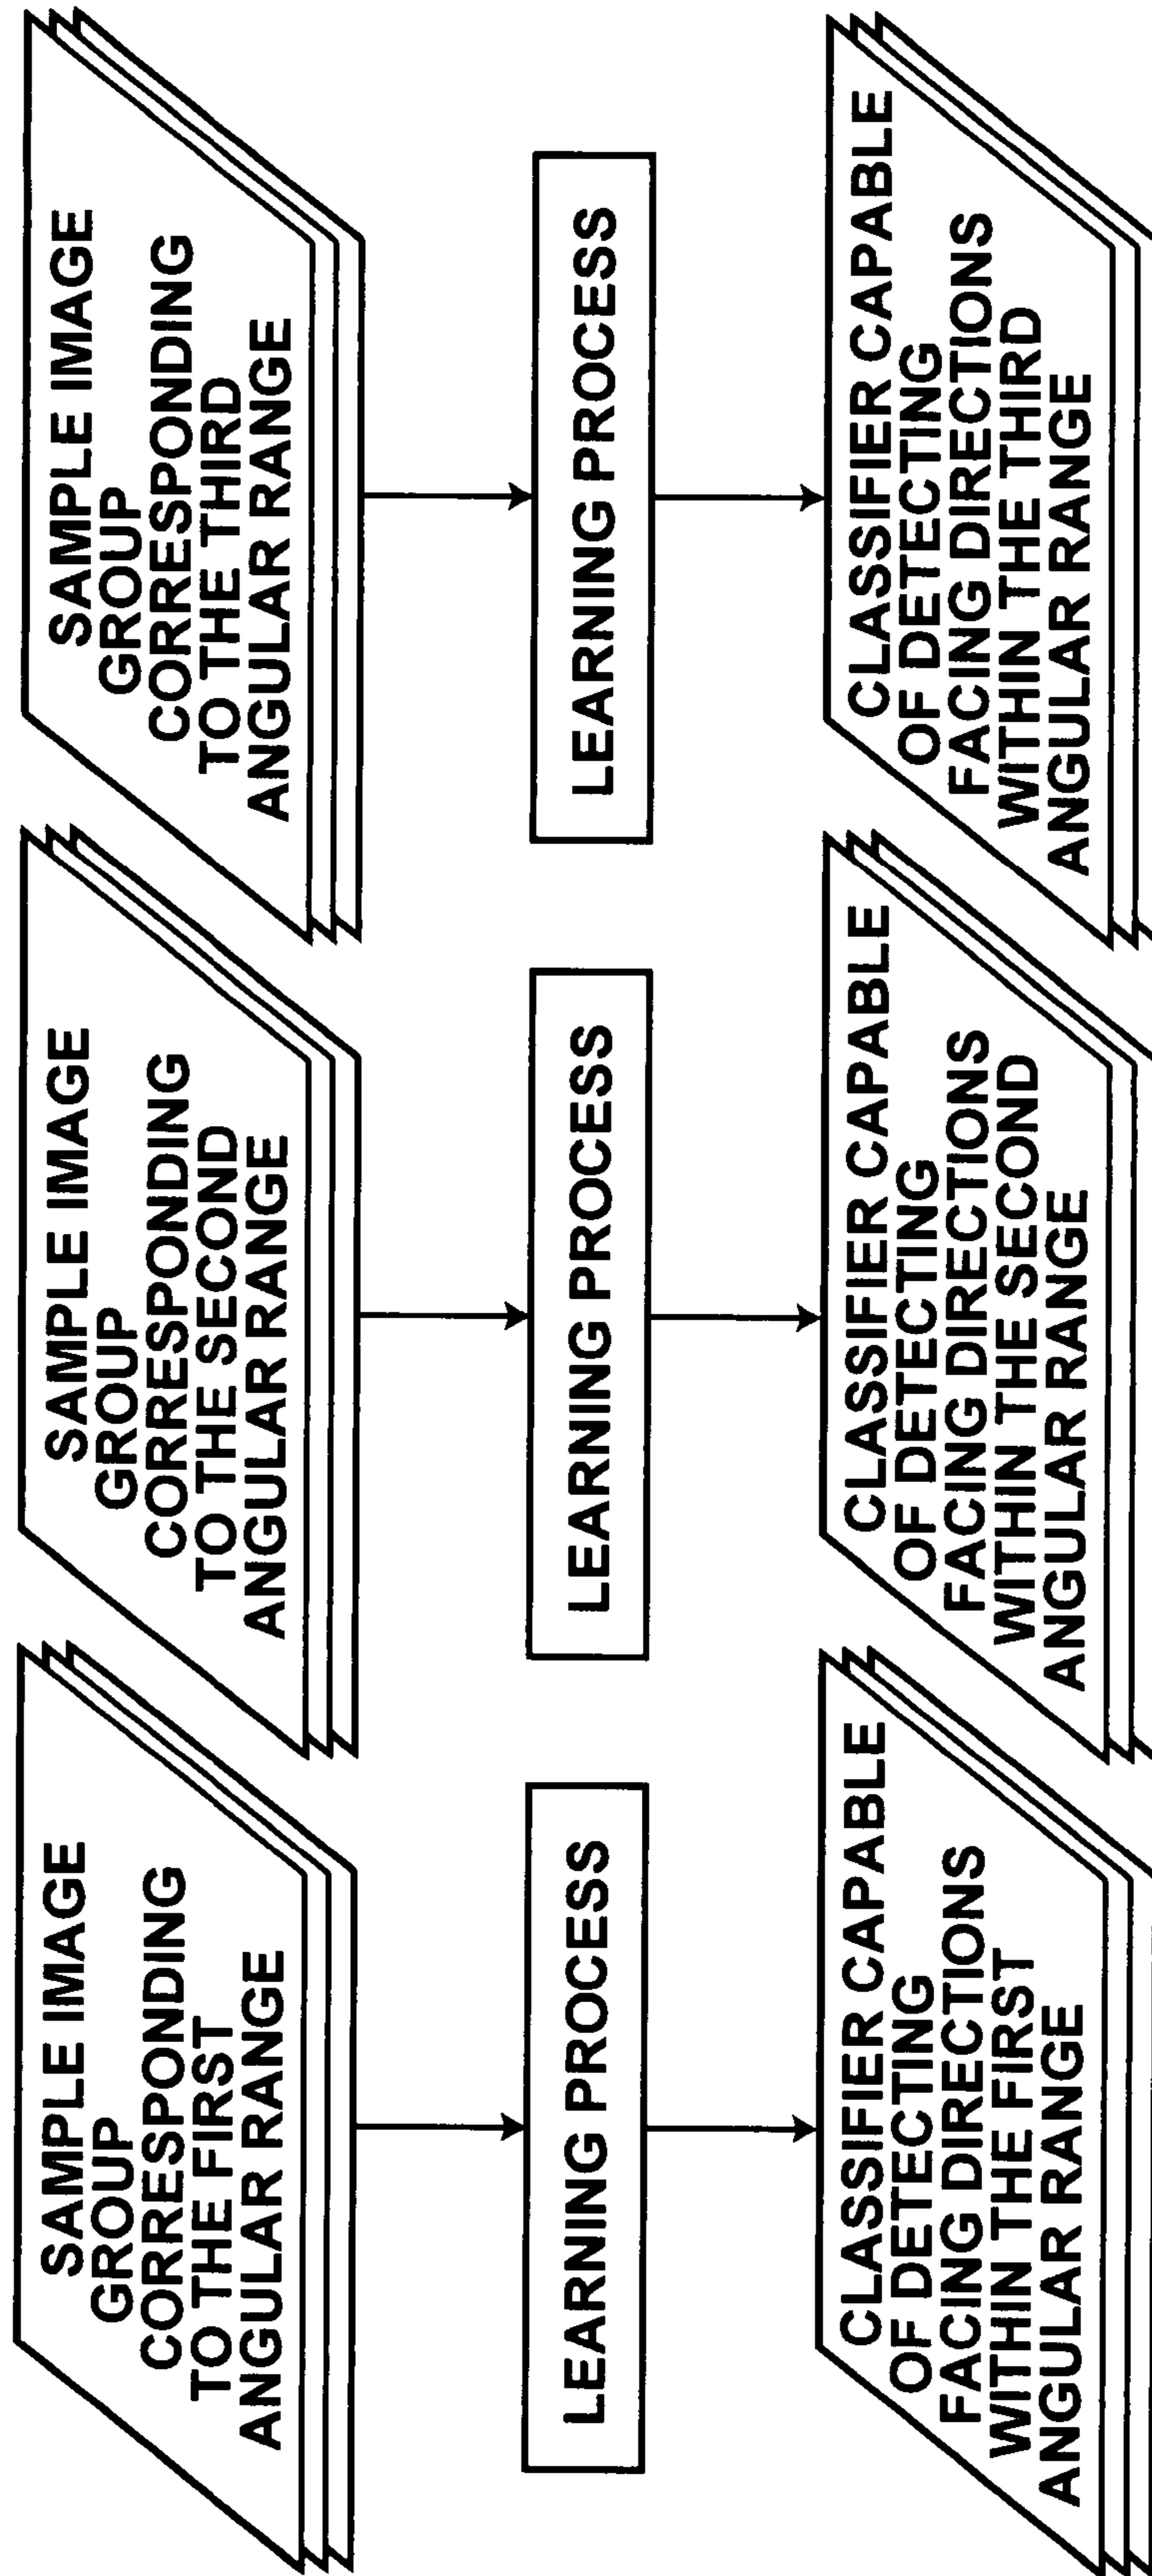 SAMPLE IMAGE
GROUP
CORRESPONDING
TO THE FIRST
ANGULAR RANGE
SAMPLE IMAGE
GROUP
CORRESPONDING
TO THE SECOND
ANGULAR RANGE
SAMPLE IMAGE
GROUP
CORRESPONDING
TO THE THIRD
ANGULAR RANGE
LEARNING PROCESS
LEARNING PROCESS
LEARNING PROCESS
CLASSIFIER CAPABLE
OF DETECTING
FACING DIRECTIONS
WITHIN THE FIRST
ANGULAR RANGE
CLASSIFIER CAPABLE
OF DETECTING
FACING DIRECTIONS
WITHIN THE SECOND
ANGULAR RANGE
CLASSIFIER CAPABLE
OF DETECTING
FACING DIRECTIONS
WITHIN THE THIRD
ANGULAR RANGE